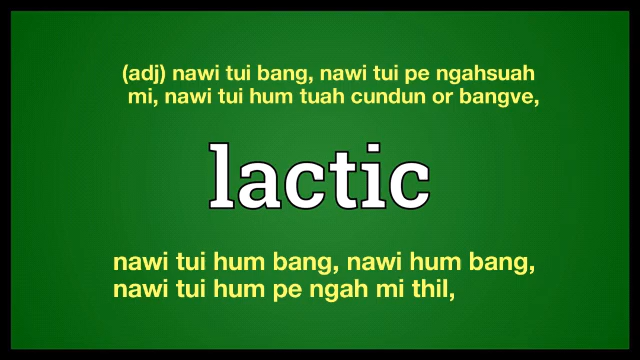 (adj) nawi tui bang, nawi tui pe ngahsuah
mi, nawi tui hum tuah cundun or bangve,
lactic
nawi tui hum bang, nawi hum bang,
nawi tui hum pe ngah mi thil,